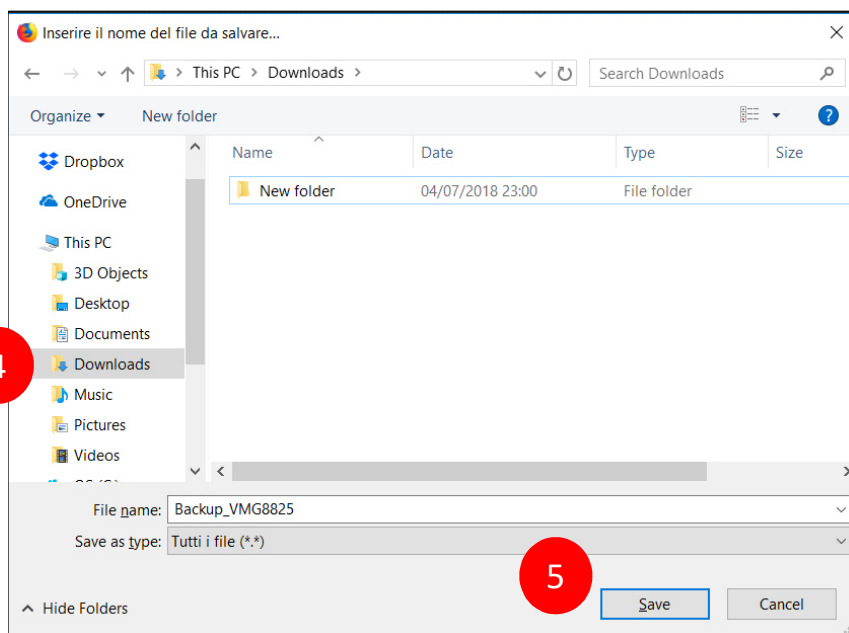 Inserire il nome del file da salvare...
This PC > Downloads >
Search Downloads
Organize
New folder
?
Name Date Type Size
Dropbox
New folder 04/07/2018 23:00 File folder
OneDrive
This PC
3D Objects
Desktop
Documents
4 Downloads
Music
Pictures
Videos
File name: Backup_VMG8825
Save as type: Tutti i file (*.*)
5
Hide Folders
Save
Cancel